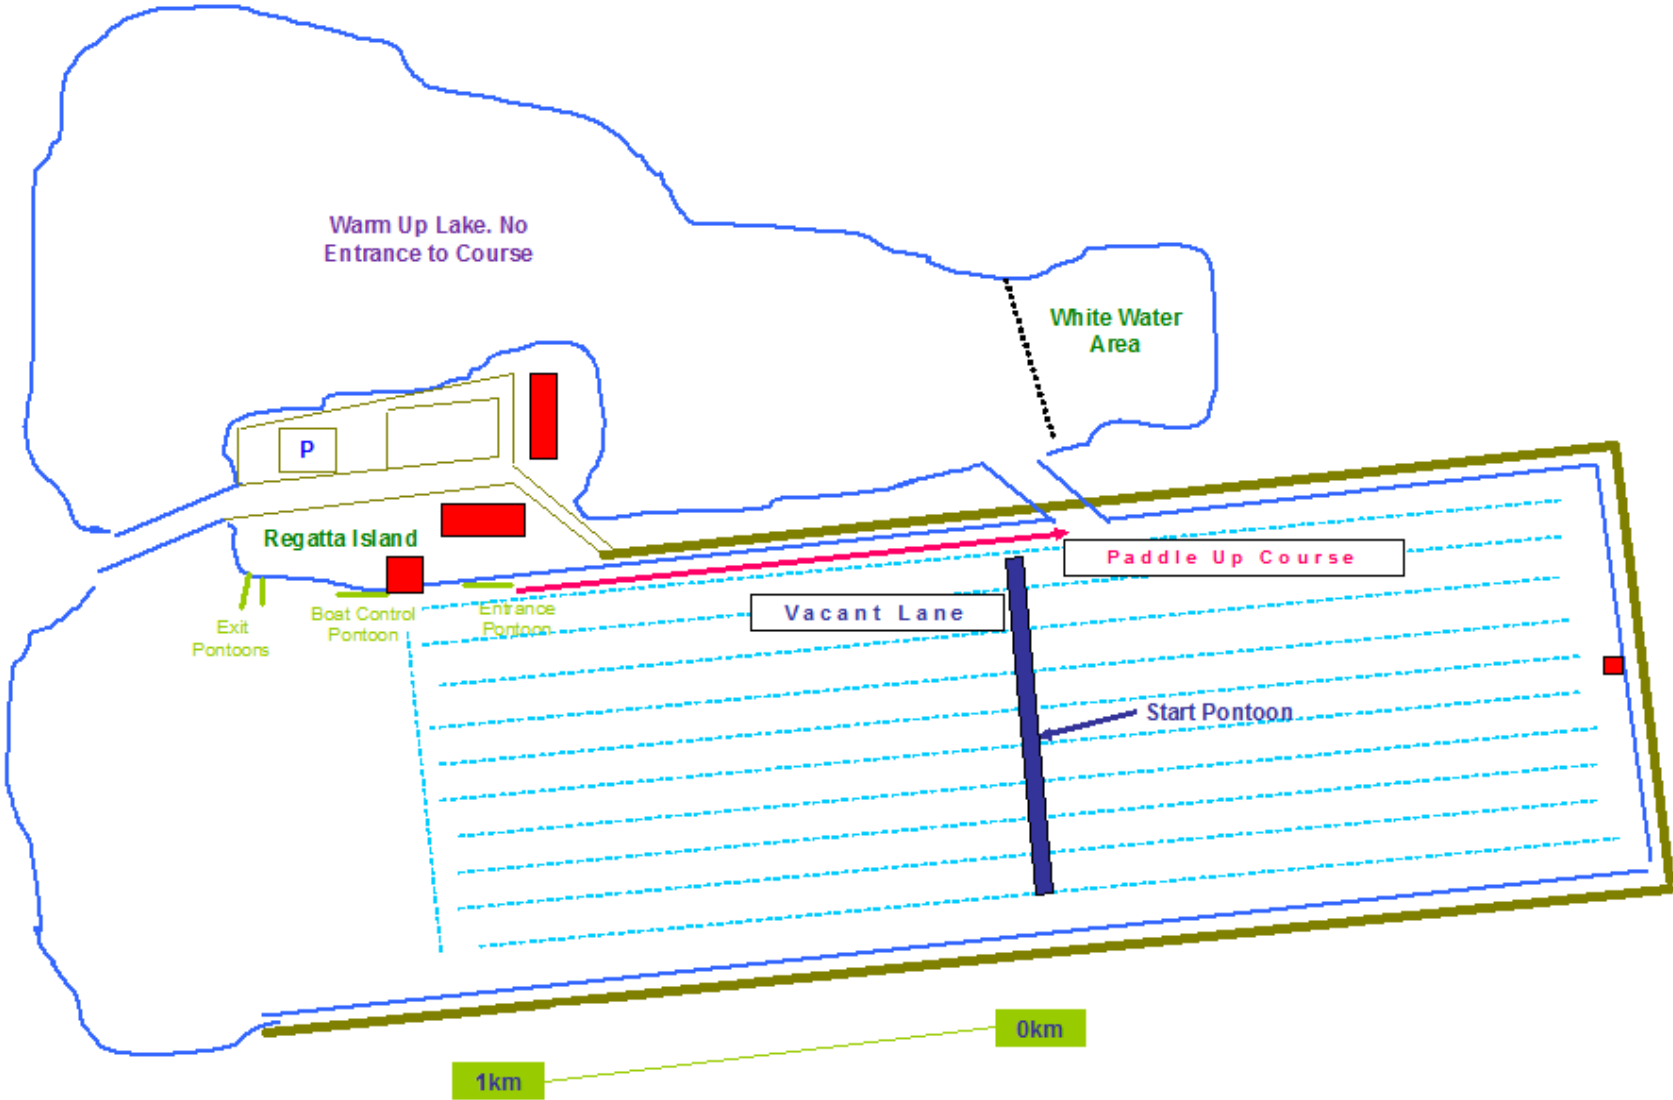 Warm Up Lake. No
Entrance to Course
White Water
Area
P
Regatta Island
Paddle Up Course
Vacant Lane
Entrance
Pontoon
Boat Control
Pontoon
Exit
Pontoons
Start Pontoon
0km
1km